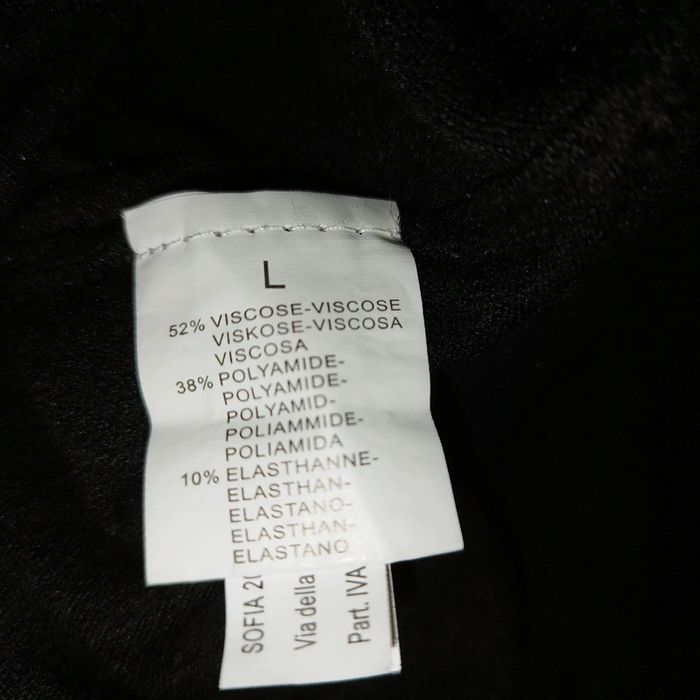 L
52% VISCOSE-VISCOSE
VISKOSE-VISCOSA
VISCOSA
38% POLYAMIDE-
POLYAMIDE-
POLYAMID-
POLIAMMIDE-
POLIAMIDA
10% ELASTHANNE-
ELASTHAN-
ELASTANO-
ELASTHAN-
ELASTANO
SOFIA
Via della
Part. IVA